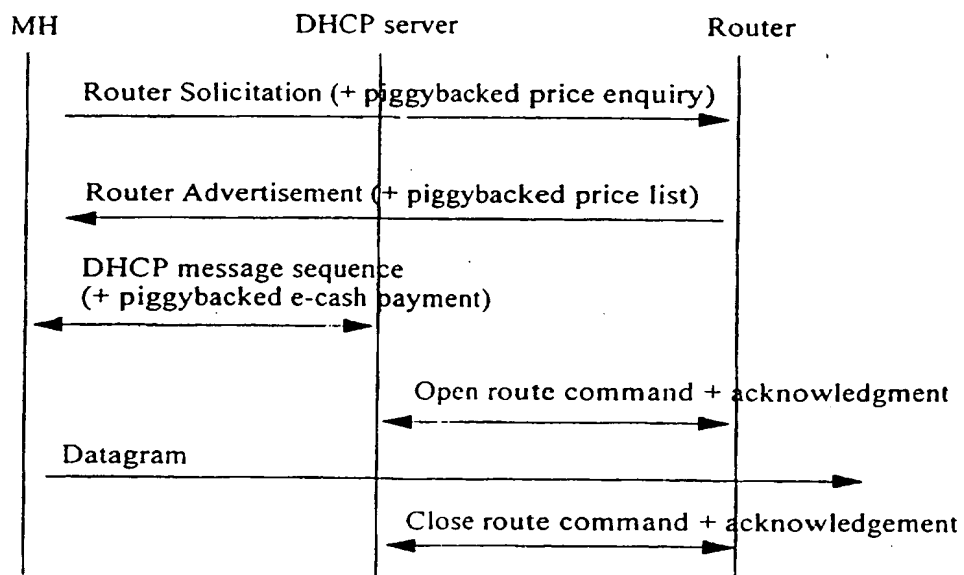 MH DHCP server Router
Router Solicitation (+ piggybacked price enquiry)
Router Advertisement (+ piggybacked price list)
DHCP message sequence
(+ piggybacked e-cash payment)
Open route command + acknowledgment
Datagram
Close route command + acknowledgement